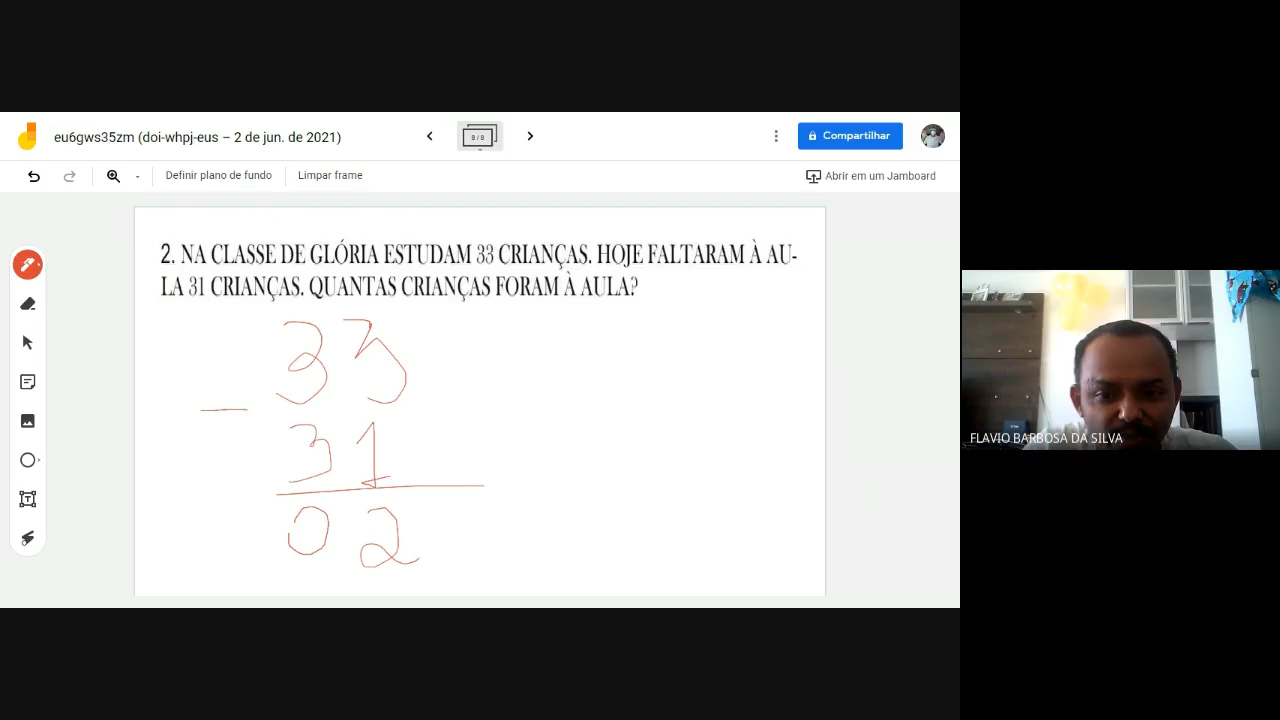 eu6gws35zm (doi-whpj-eus – 2 de jun. de 2021)
8 / 8
Compartilhar
Definir plano de fundo
Limpar frame
Abrir em um Jamboard
2. NA CLASSE DE GLÓRIA ESTUDAM 33 CRIANÇAS. HOJE FALTARAM À AU-
LA 31 CRIANÇAS. QUANTAS CRIANÇAS FORAM À AULA?
33
−
31
02
FLAVIO BARBOSA DA SILVA